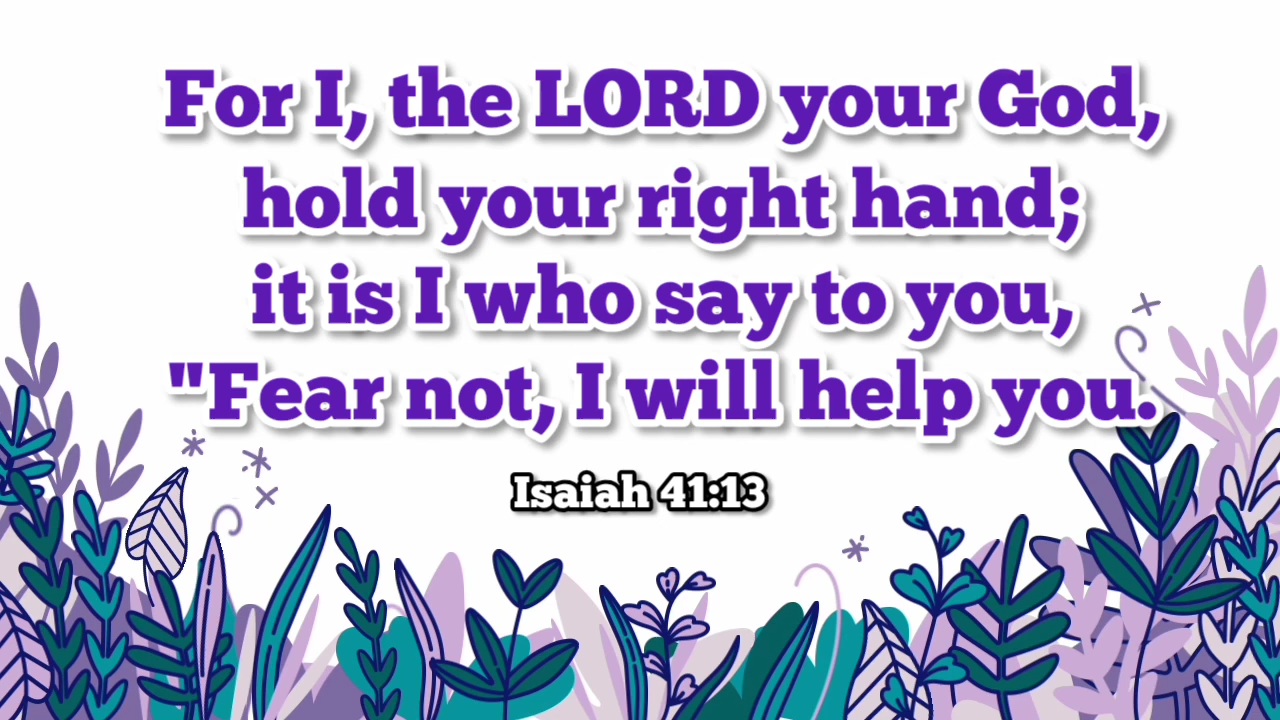 For I, the LORD your God,
hold your right hand;
it is I who say to you,
"Fear not, I will help you.
Isaiah 41:13